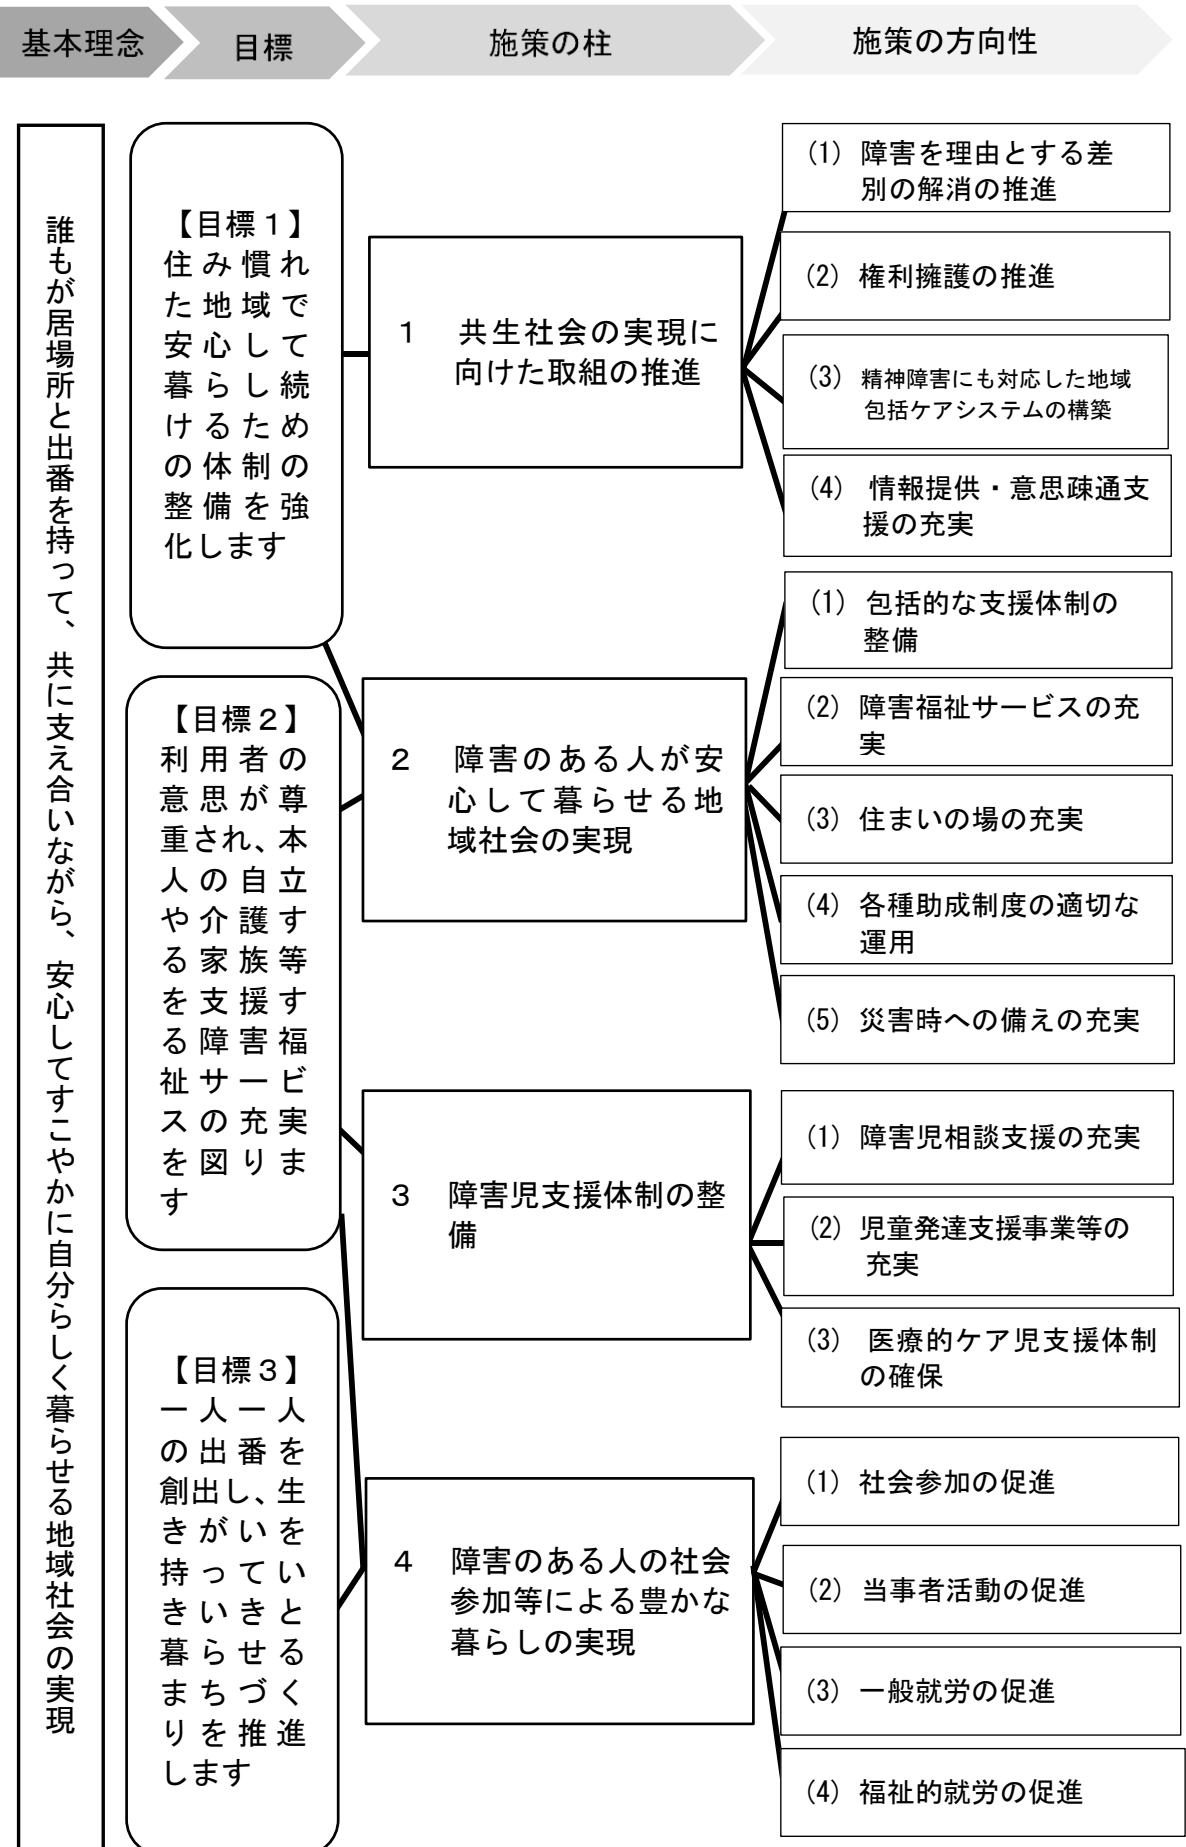 基本理念
目標
施策の柱
施策の方向性
誰もが居場所と出番を持って、共に支え合いながら、安心してすこやかに自分らしく暮らせる地域社会の実現
【目標１】
住み慣れ
た地域で
安心して
暮らし続
けるため
の体制の
整備を強
化します
【目標２】
利用者の
意思が尊
重され、本
人の自立
や介護す
る家族等
を支援す
る障害福
祉サービ
スの充実
を図りま
す
【目標３】
一人一人
の出番を
創出し、生
きがいを
持ってい
きいきと
暮らせる
まちづく
りを推進
します
１　共生社会の実現に
向けた取組の推進
２　障害のある人が安
心して暮らせる地
域社会の実現
３　障害児支援体制の整
備
４　障害のある人の社会
参加等による豊かな
暮らしの実現
(1) 障害を理由とする差
別の解消の推進
(2) 権利擁護の推進
(3) 精神障害にも対応した地域
包括ケアシステムの構築
(4) 情報提供・意思疎通支
援の充実
(1) 包括的な支援体制の
整備
(2) 障害福祉サービスの充
実
(3) 住まいの場の充実
(4) 各種助成制度の適切な
運用
(5) 災害時への備えの充実
(1) 障害児相談支援の充実
(2) 児童発達支援事業等の
充実
(3) 医療的ケア児支援体制
の確保
(1) 社会参加の促進
(2) 当事者活動の促進
(3) 一般就労の促進
(4) 福祉的就労の促進